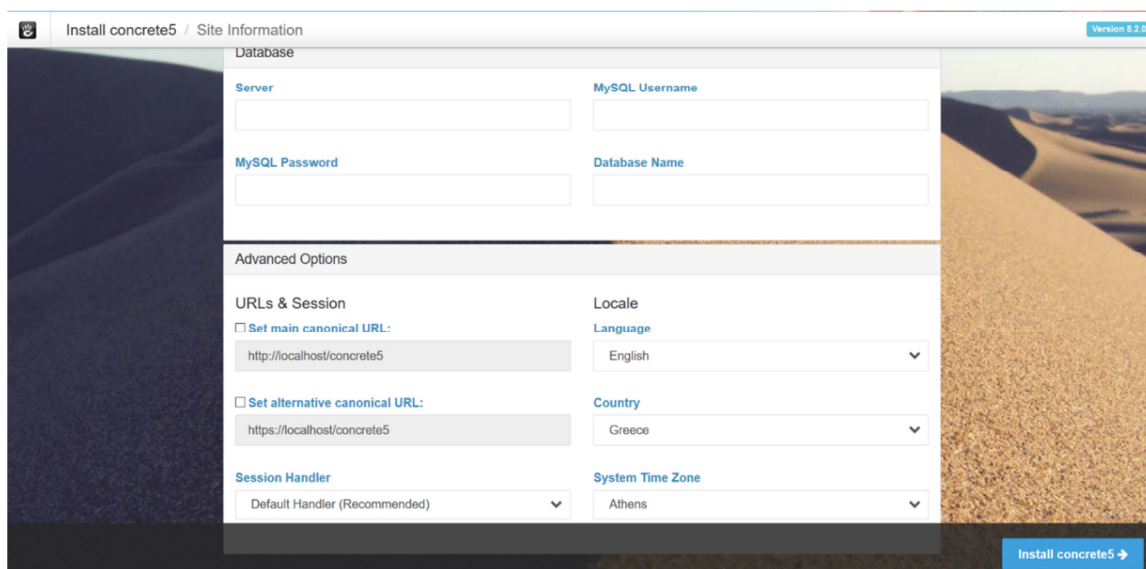 Install concrete5 / Site Information
Version 8.2.0
Database
Server
MySQL Username
MySQL Password
Database Name
Advanced Options
URLs & Session
Locale
Set main canonical URL:
Language
http://localhost/concrete5
English
Set alternative canonical URL:
Country
https://localhost/concrete5
Greece
Session Handler
System Time Zone
Default Handler (Recommended)
Athens
Install concrete5 →